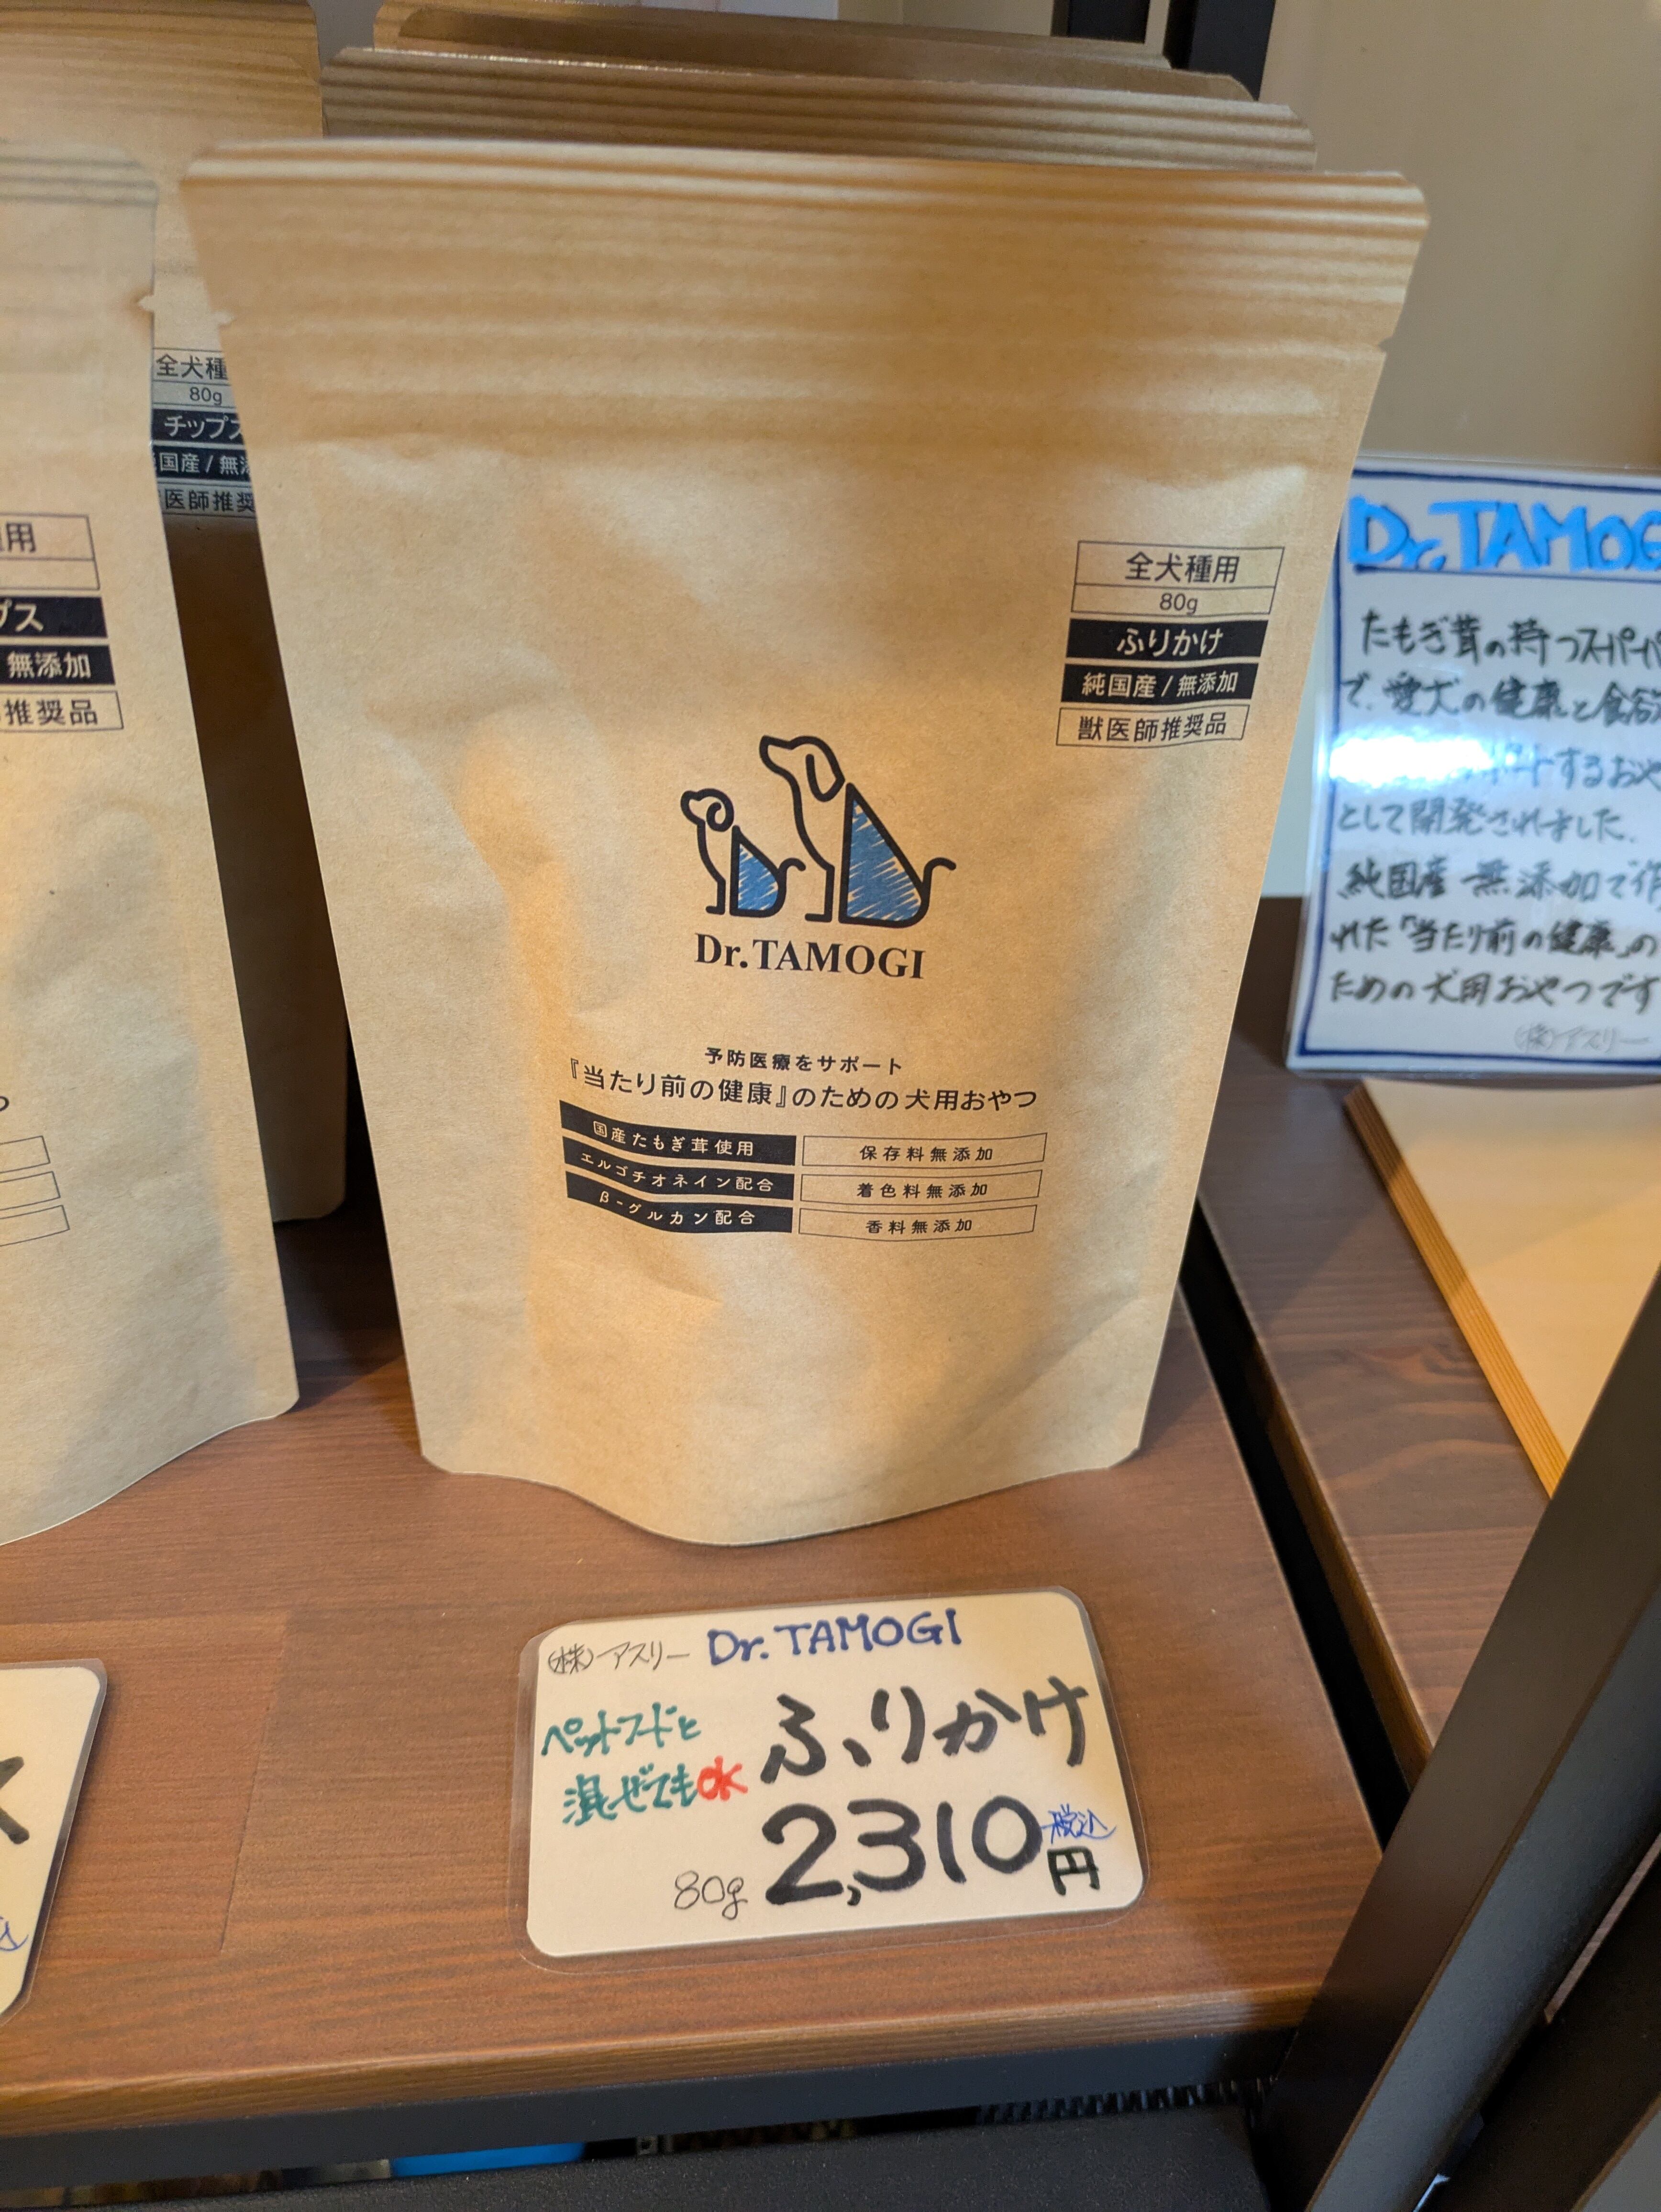 全犬種
80g
チップス
国産 / 無添
医師推奨
用
プス
無添加
推奨品
全犬種用
80g
ふりかけ
純国産 / 無添加
獣医師推奨品
Dr.TAMOGI
予防医療をサポート
『当たり前の健康』のための犬用おやつ
国産たもぎ茸使用
エルゴチオネイン配合
β-グルカン配合
保存料無添加
着色料無添加
香料無添加
Dr.TAMOG
たもぎ茸の持つスーパーパ
で、愛犬の健康と食
ポートするおや
として開発されました。
純国産 無添加で作
れた「当たり前の健康」の
ための犬用おやつです
(株)アスリー
(株)アスリー Dr.TAMOGI
ペットフードと
混ぜてもOK
ふりかけ
80g 2,310円 税込